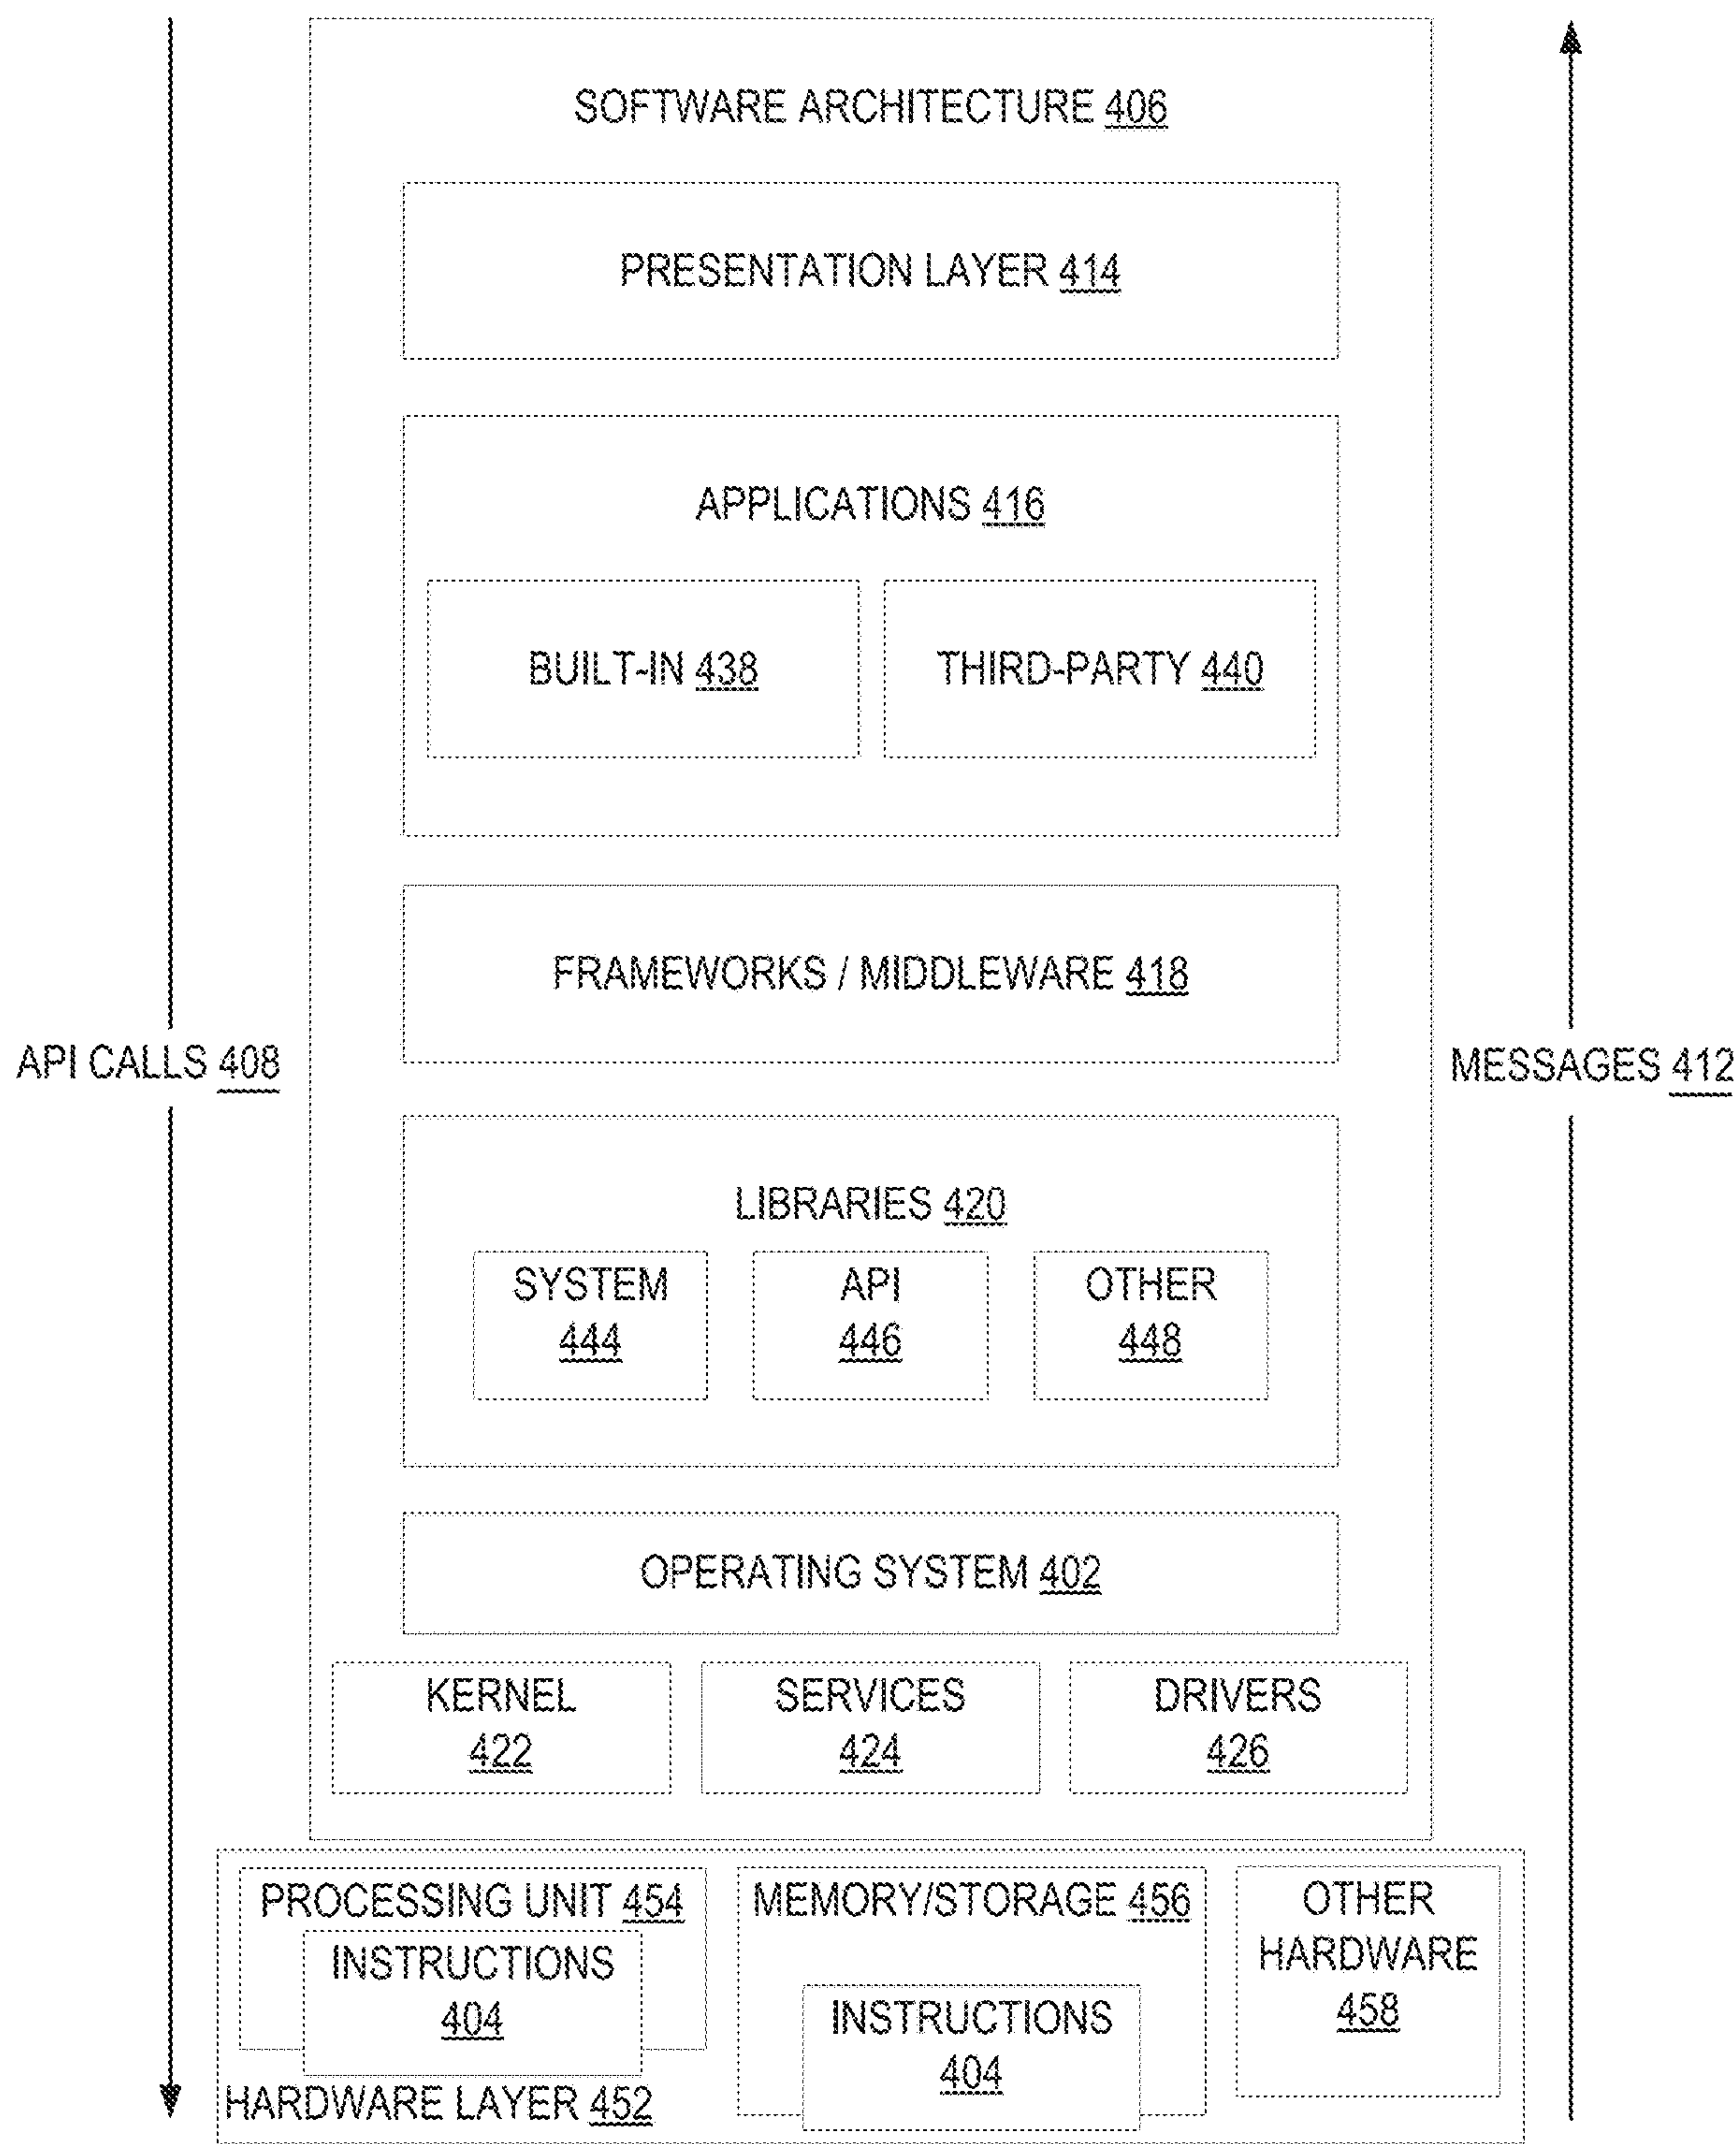 SOFTWARE ARCHITECTURE 406
PRESENTATION LAYER 414
APPLICATIONS 416
BUILT-IN 438
THIRD-PARTY 440
FRAMEWORKS / MIDDLEWARE 418
API CALLS 408
MESSAGES 412
LIBRARIES 420
SYSTEM
444
API
446
OTHER
448
OPERATING SYSTEM 402
KERNEL
422
SERVICES
424
DRIVERS
426
PROCESSING UNIT 454
INSTRUCTIONS
404
MEMORY/STORAGE 456
INSTRUCTIONS
404
OTHER
HARDWARE
458
HARDWARE LAYER 452